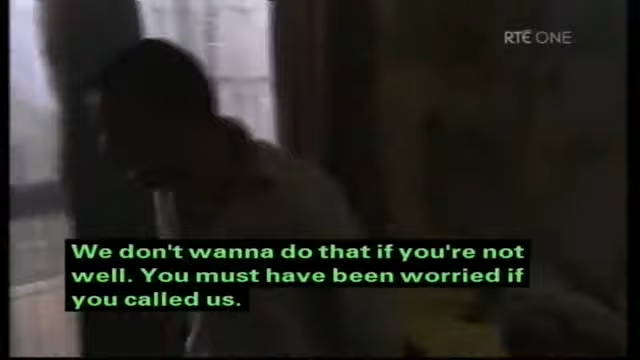 RTÉ ONE
We don't wanna do that if you're not
well. You must have been worried if
you called us.